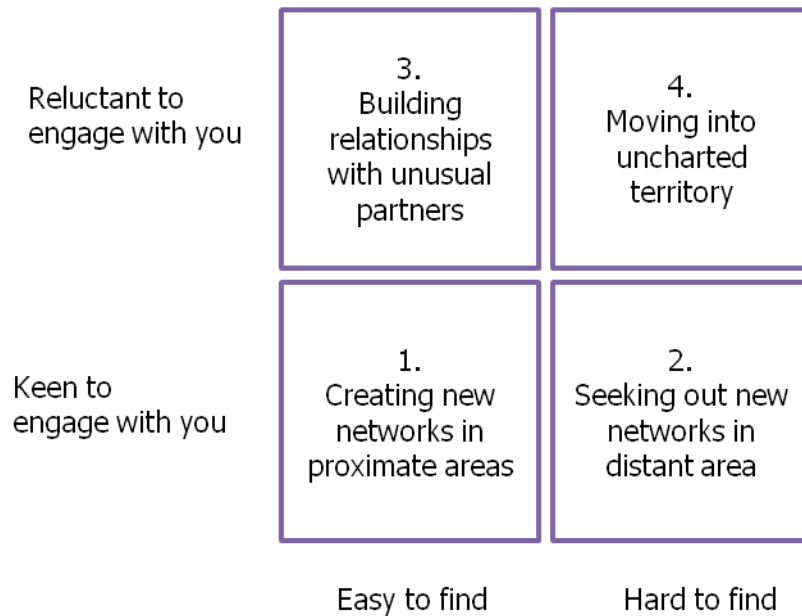 Reluctant to
engage with you
3.
Building
relationships
with unusual
partners
4.
Moving into
uncharted
territory
Keen to
engage with you
1.
Creating new
networks in
proximate areas
2.
Seeking out new
networks in
distant area
Easy to find
Hard to find